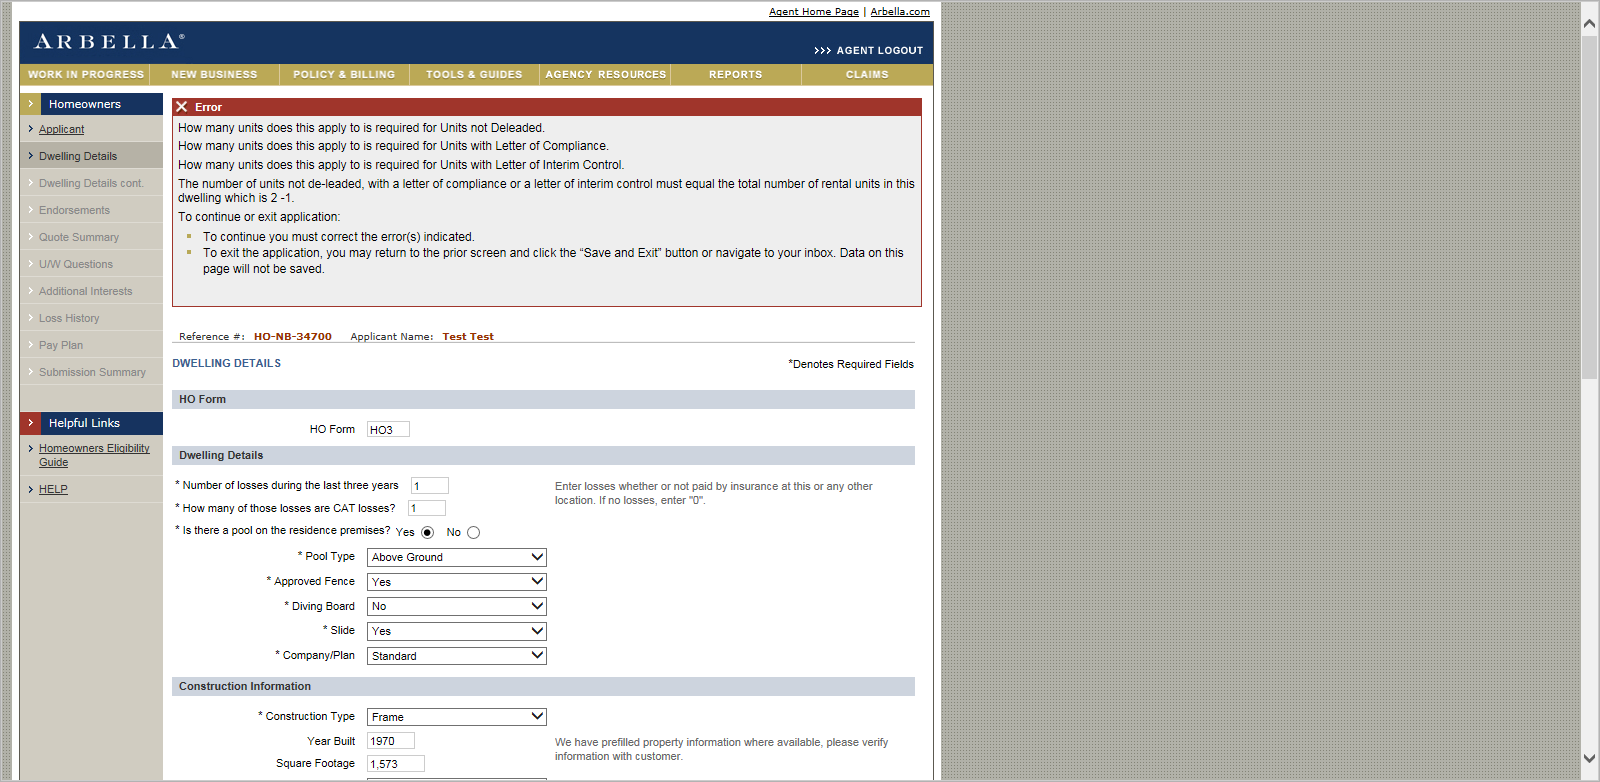 Agent Home Page | Arbella.com
ARBELLA®
>>> AGENT LOGOUT
WORK IN PROGRESS NEW BUSINESS POLICY & BILLING TOOLS & GUIDES AGENCY RESOURCES REPORTS CLAIMS
Homeowners
Applicant
Dwelling Details
Dwelling Details cont.
Endorsements
Quote Summary
U/W Questions
Additional Interests
Loss History
Pay Plan
Submission Summary
Helpful Links
Homeowners Eligibility
Guide
HELP
Error
How many units does this apply to is required for Units not Deleaded.
How many units does this apply to is required for Units with Letter of Compliance.
How many units does this apply to is required for Units with Letter of Interim Control.
The number of units not de-leaded, with a letter of compliance or a letter of interim control must equal the total number of rental units in this
dwelling which is 2 -1.
To continue or exit application:
To continue you must correct the error(s) indicated.
To exit the application, you may return to the prior screen and click the “Save and Exit” button or navigate to your inbox. Data on this
page will not be saved.
Reference #: HO-NB-34700 Applicant Name: Test Test
DWELLING DETAILS
*Denotes Required Fields
HO Form
HO Form HO3
Dwelling Details
* Number of losses during the last three years 1
Enter losses whether or not paid by insurance at this or any other
location. If no losses, enter "0".
* How many of those losses are CAT losses? 1
* Is there a pool on the residence premises? Yes No
* Pool Type Above Ground
* Approved Fence Yes
* Diving Board No
* Slide Yes
* Company/Plan Standard
Construction Information
* Construction Type Frame
Year Built 1970
We have prefilled property information where available, please verify
information with customer.
Square Footage 1,573